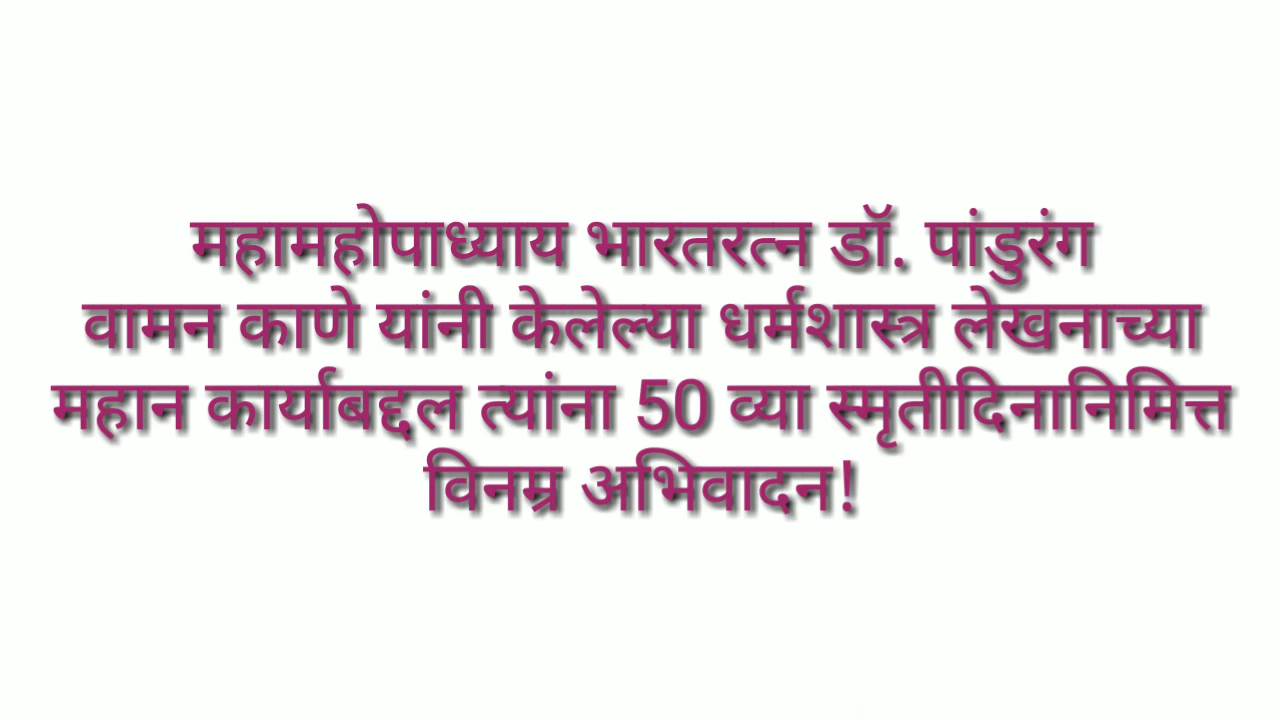 महामहोपाध्याय भारतरत्न डॉ. पांडुरंग
वामन काणे यांनी केलेल्या धर्मशास्त्र लेखनाच्या
महान कार्याबद्दल त्यांना 50 व्या स्मृतीदिनानिमित्त
विनम्र अभिवादन!